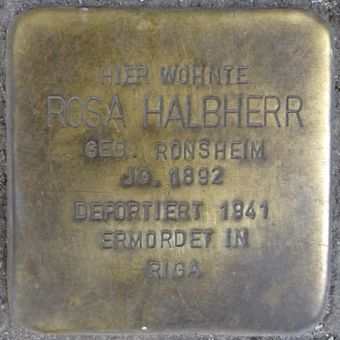 HIER WOHNTE
ROSA HALBHERR
GEB. RONSHEIM
JG. 1892
DEPORTIERT 1941
ERMORDET IN
RIGA